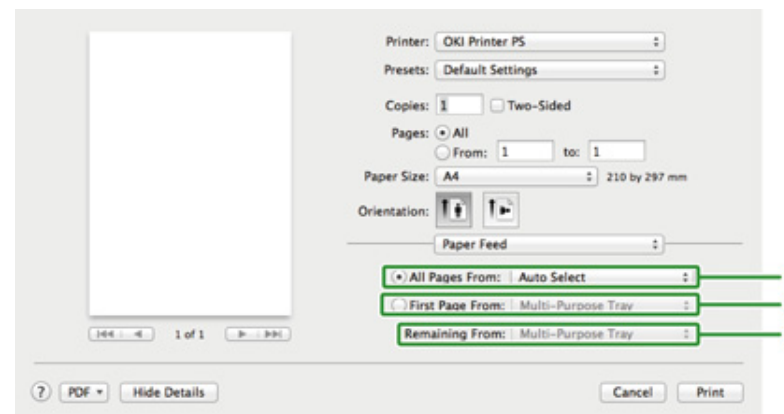 Printer: OKI Printer PS
Presets: Default Settings
Copies: 1 Two-Sided
Pages: All
From: 1 to: 1
Paper Size: A4 210 by 297 mm
Orientation:
Paper Feed
All Pages From: Auto Select
First Page From: Multi-Purpose Tray
Remaining From: Multi-Purpose Tray
1 of 1
? PDF Hide Details Cancel Print